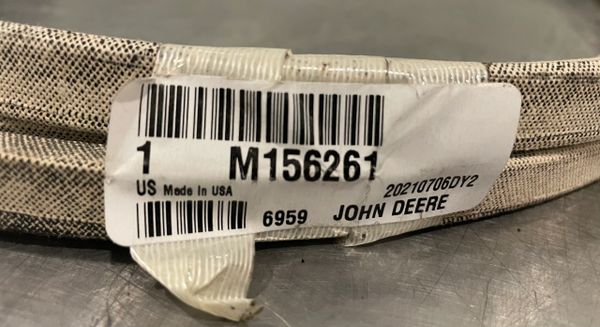 1 M156261
US Made in USA 20210706DY2
6959 JOHN DEERE